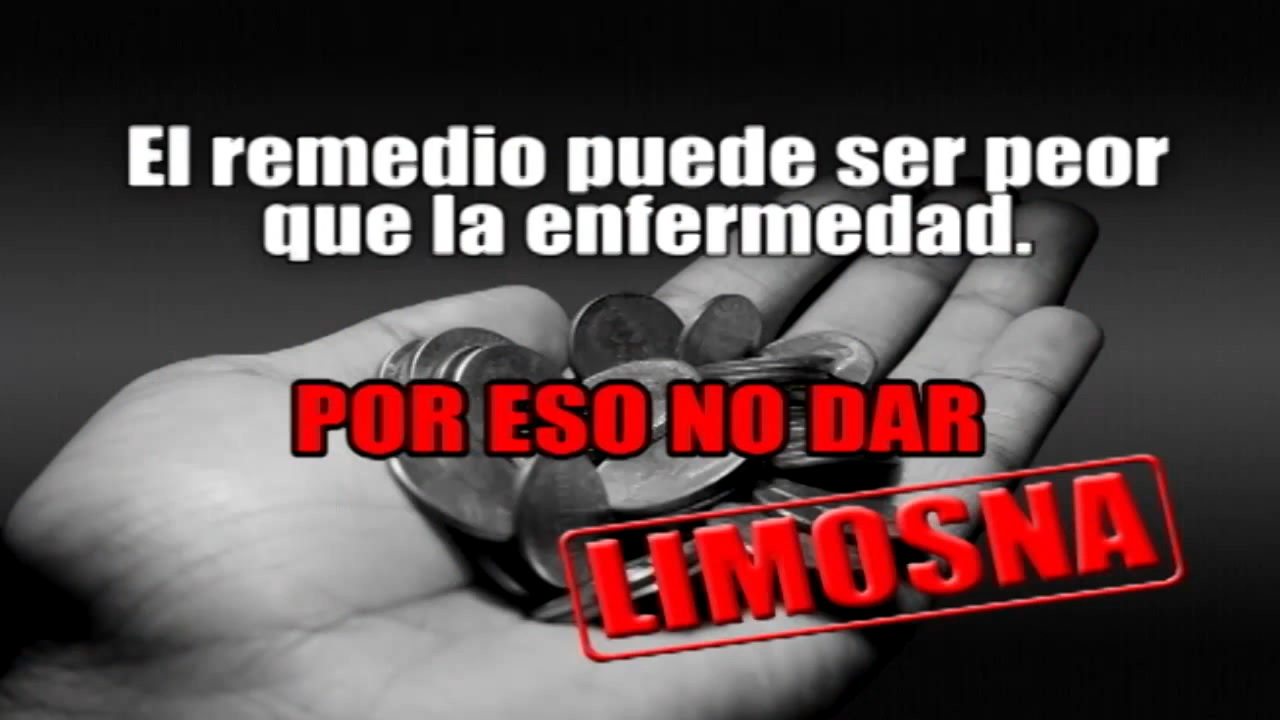 El remedio puede ser peor
que la enfermedad.
POR ESO NO DAR
LIMOSNA